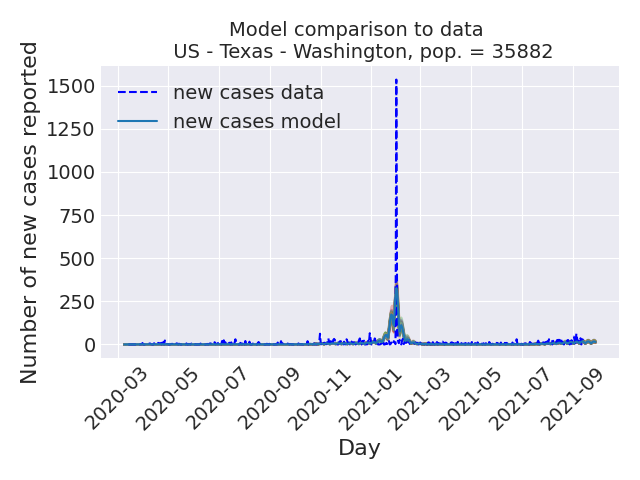 Model comparison to data
US - Texas - Washington, pop. = 35882
Number of new cases reported
1500
1250
1000
750
500
250
0
new cases data
new cases model
2020-03
2020-05
2020-07
2020-09
2020-11
2021-01
2021-03
2021-05
2021-07
2021-09
Day